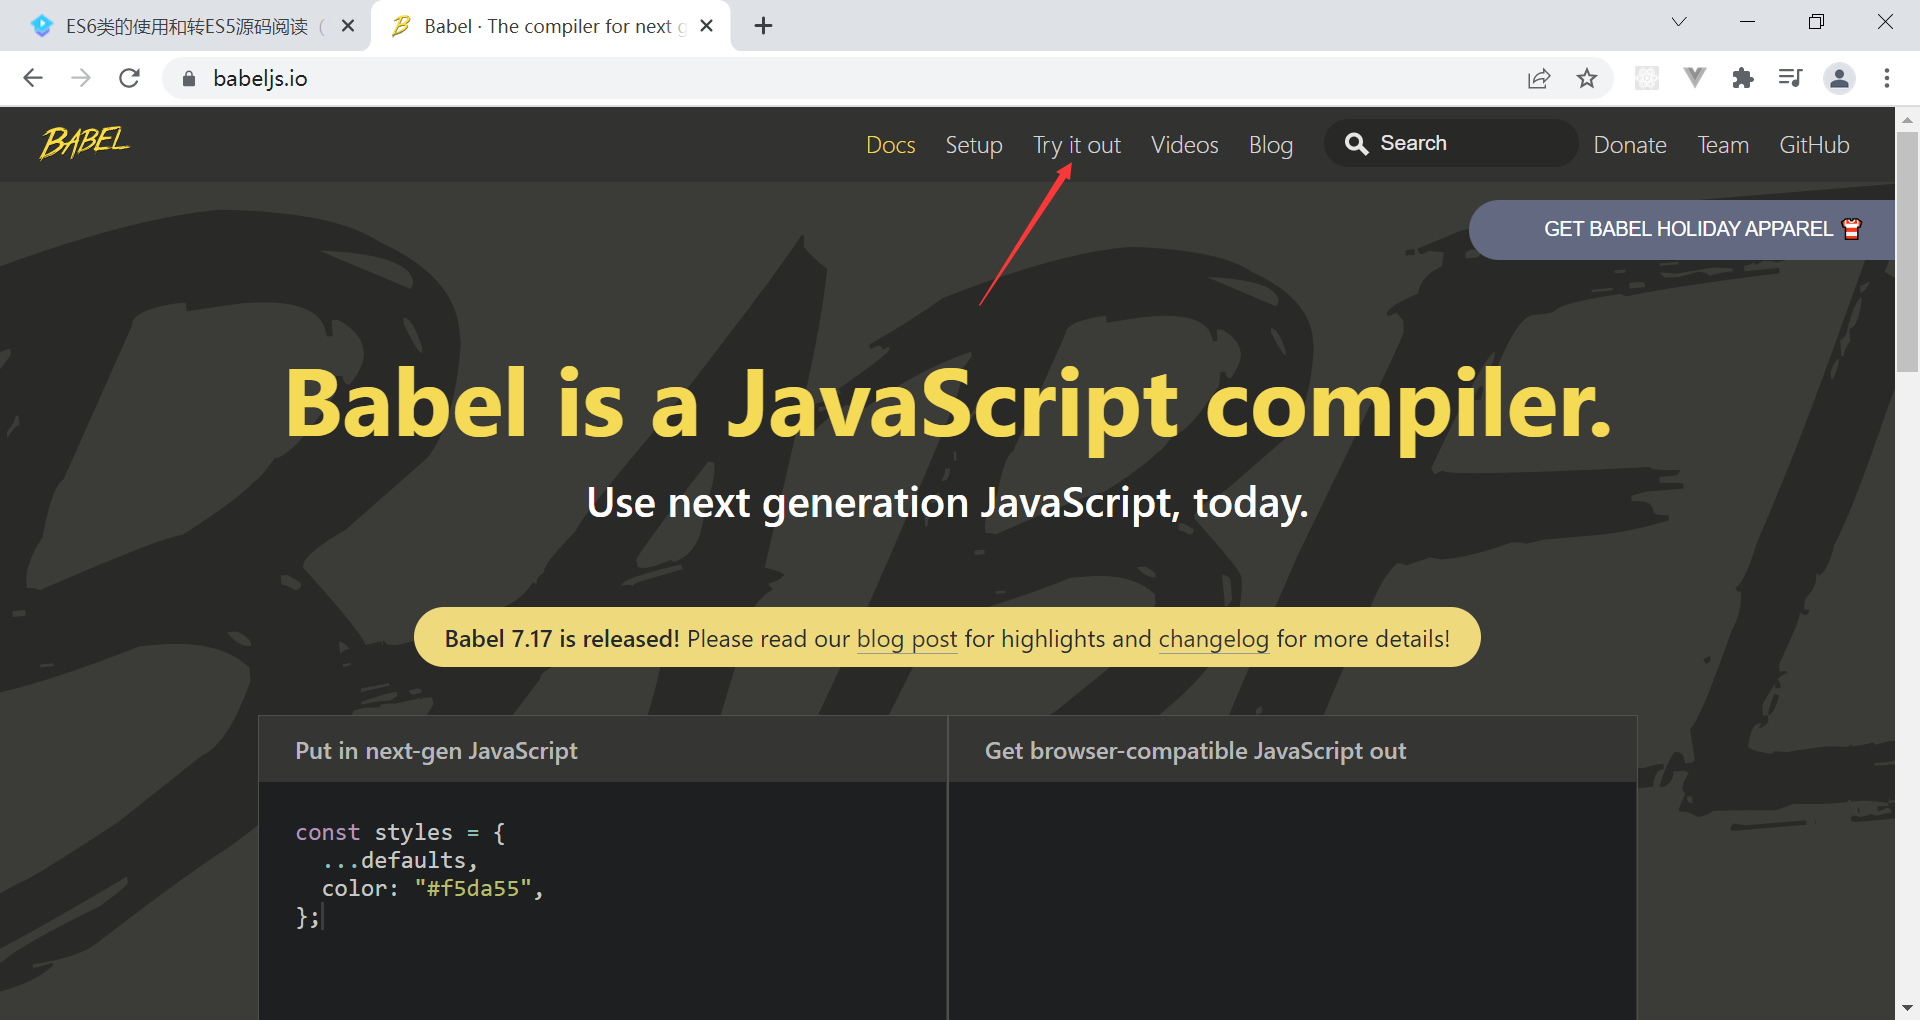 ES6类的使用和转ES5源码阅读（
Babel · The compiler for next g
babeljs.io
BABEL
Docs Setup Try it out Videos Blog Search Donate Team GitHub
GET BABEL HOLIDAY APPAREL
Babel is a JavaScript compiler.
Use next generation JavaScript, today.
Babel 7.17 is released! Please read our blog post for highlights and changelog for more details!
Put in next-gen JavaScript
Get browser-compatible JavaScript out
const styles = {
...defaults,
color: "#f5da55",
};